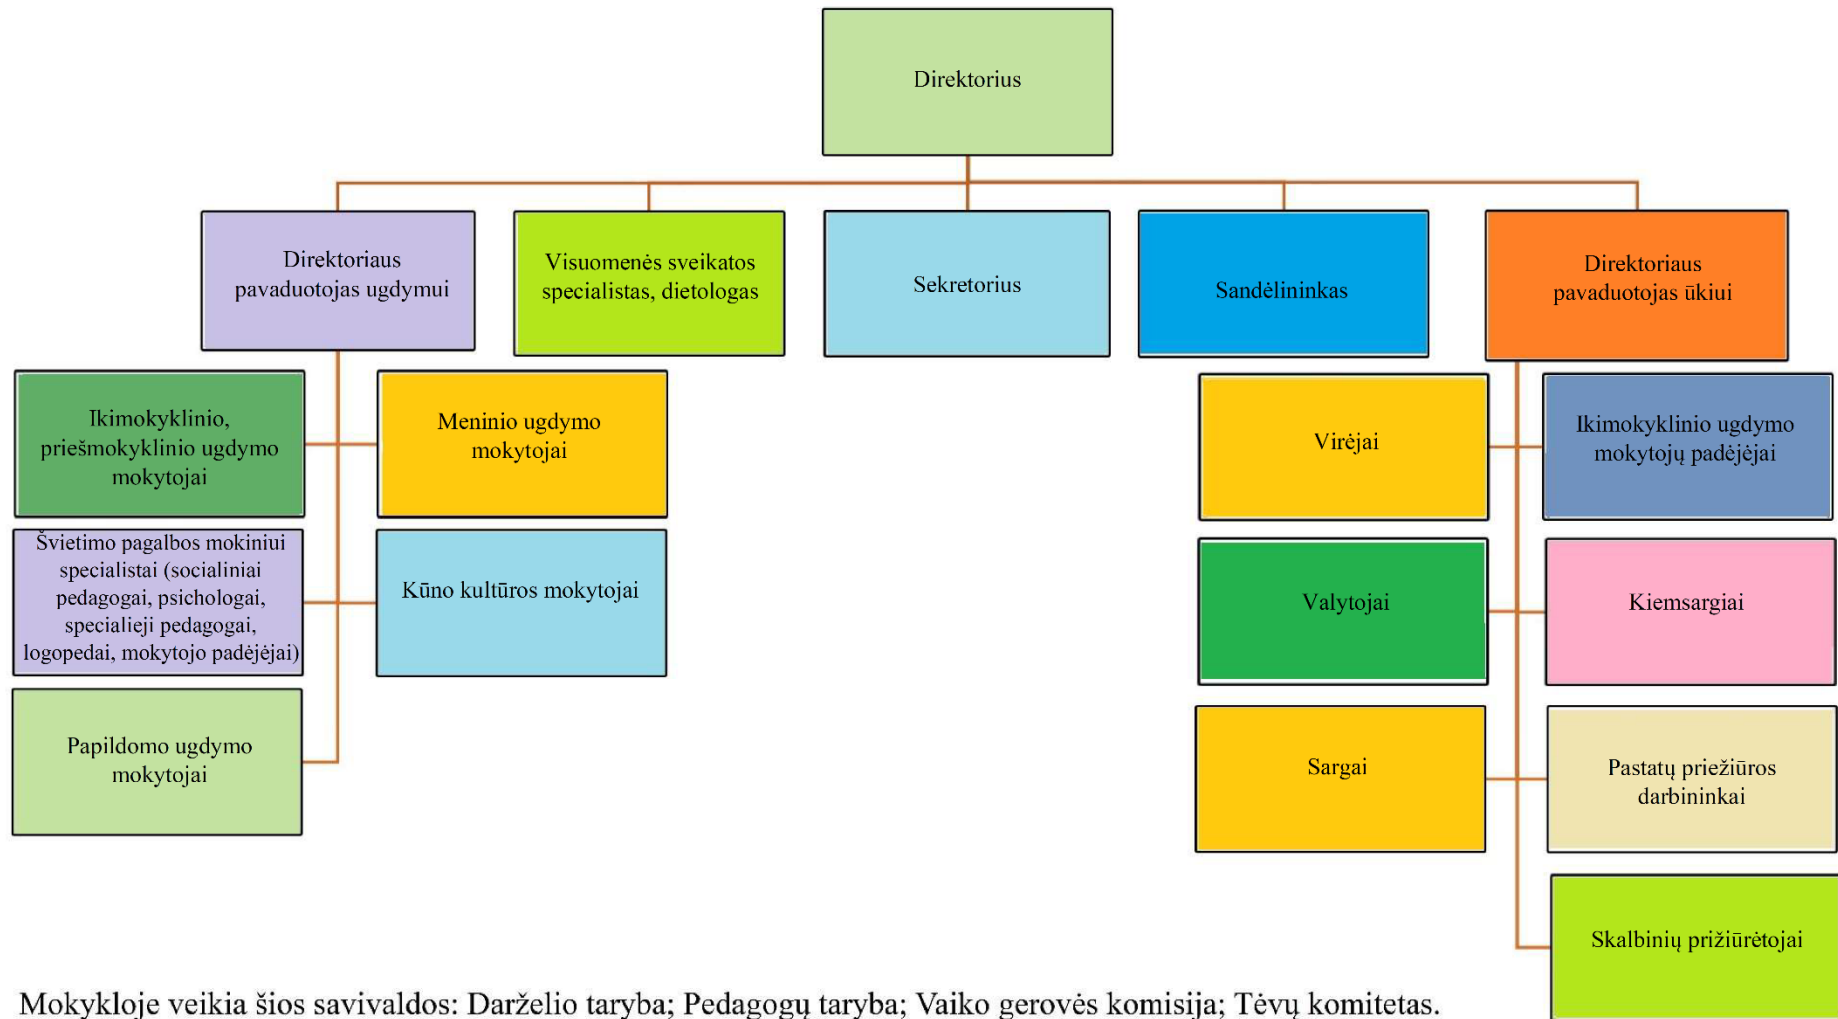 Direktorius
Direktoriaus
pavaduotojas ugdymui
Visuomenės sveikatos
specialistas, dietologas
Sekretorius
Sandėlininkas
Direktoriaus
pavaduotojas ūkiui
Ikimokyklinio,
priešmokyklinio ugdymo
mokytojai
Meninio ugdymo
mokytojai
Virėjai
Ikimokyklinio ugdymo
mokytojų padėjėjai
Švietimo pagalbos mokiniui
specialistai (socialiniai
pedagogai, psichologai,
specialieji pedagogai,
logopedai, mokytojo padėjėjai)
Kūno kultūros mokytojai
Valytojai
Kiemsargiai
Papildomo ugdymo
mokytojai
Sargai
Pastatų priežiūros
darbininkai
Skalbinių prižiūrėtojai
Mokykloje veikia šios savivaldos: Darželio taryba; Pedagogų taryba; Vaiko gerovės komisija; Tėvų komitetas.